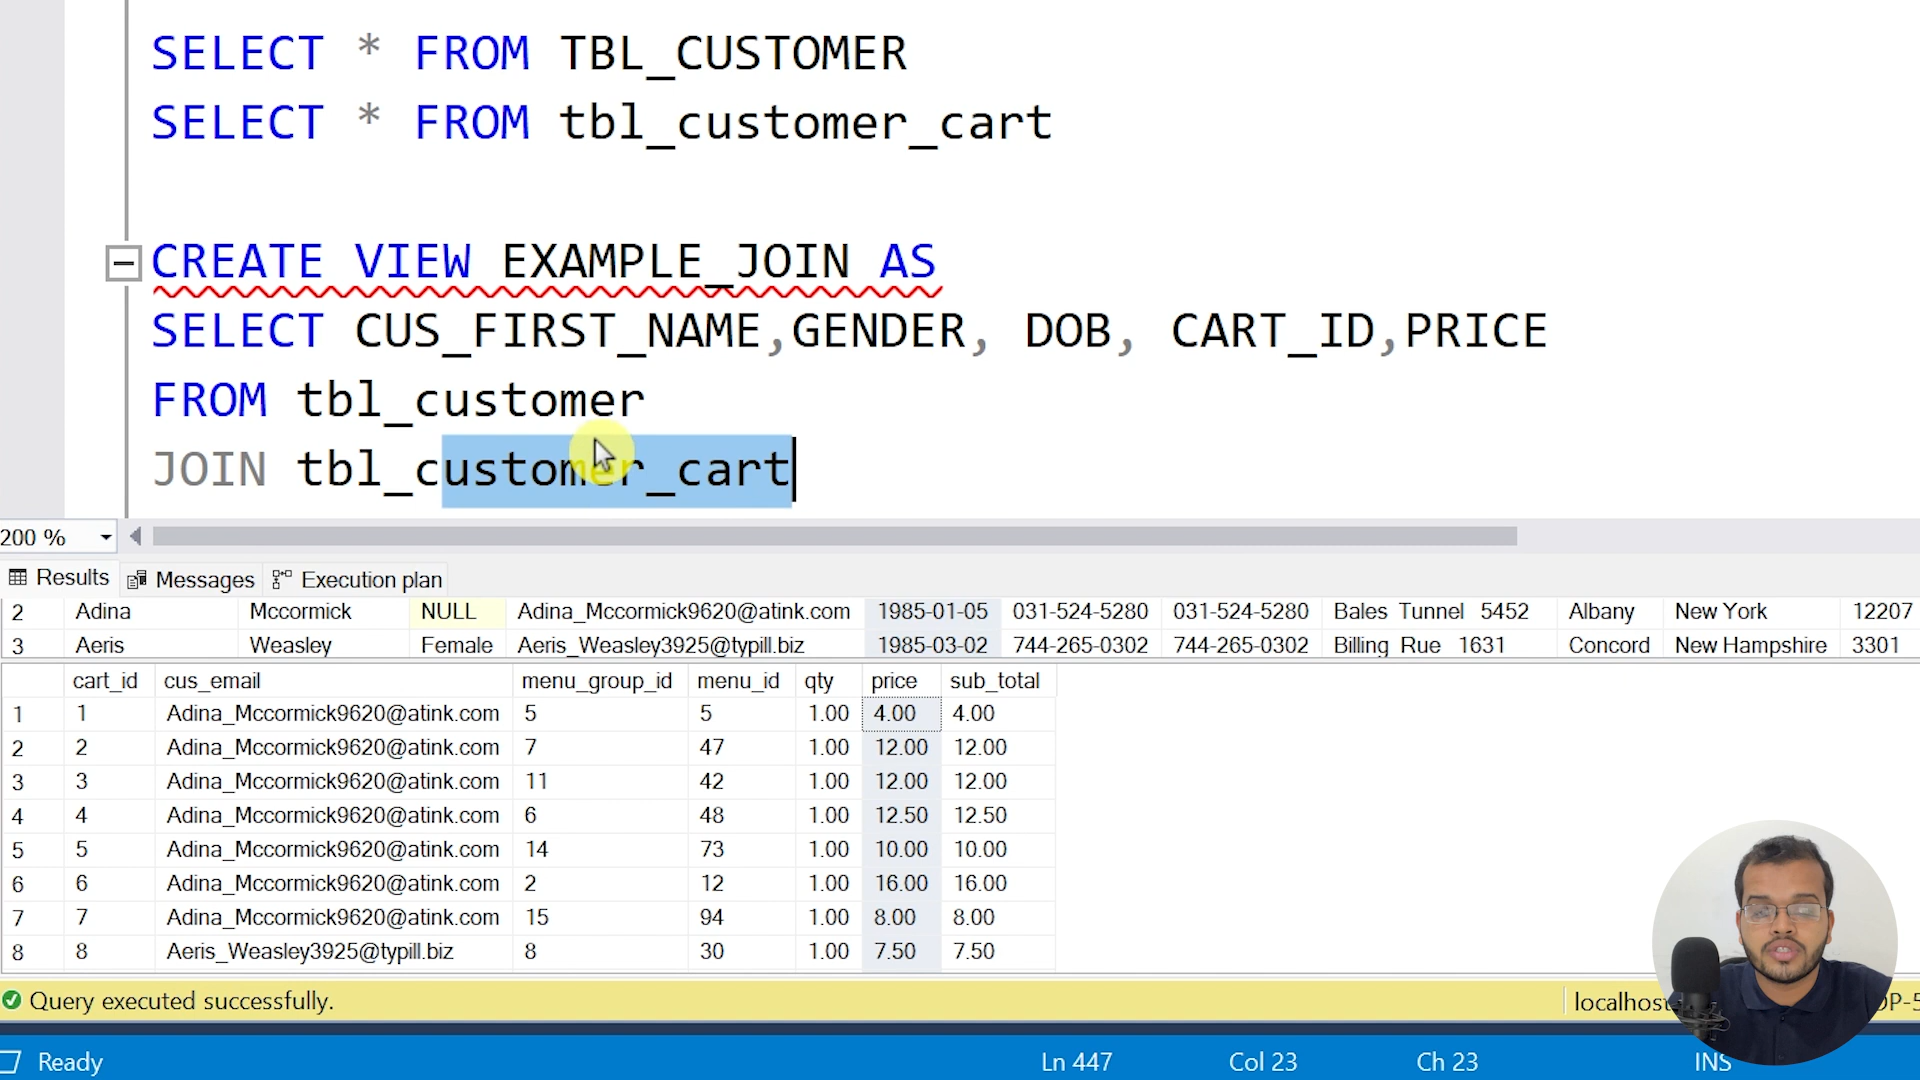 SELECT * FROM TBL_CUSTOMER
SELECT * FROM tbl_customer_cart
CREATE VIEW EXAMPLE_JOIN AS
SELECT CUS_FIRST_NAME,GENDER, DOB, CART_ID,PRICE
FROM tbl_customer
JOIN tbl_customer_cart
200 %
Results Messages Execution plan
2 Adina Mccormick NULL Adina_Mccormick9620@atink.com 1985-01-05 031-524-5280 031-524-5280 Bales Tunnel 5452 Albany New York 12207
3 Aeris Weasley Female Aeris_Weasley3925@typill.biz 1985-03-02 744-265-0302 744-265-0302 Billing Rue 1631 Concord New Hampshire 3301
cart_id cus_email menu_group_id menu_id qty price sub_total
1 1 Adina_Mccormick9620@atink.com 5 5 1.00 4.00 4.00
2 2 Adina_Mccormick9620@atink.com 7 47 1.00 12.00 12.00
3 3 Adina_Mccormick9620@atink.com 11 42 1.00 12.00 12.00
4 4 Adina_Mccormick9620@atink.com 6 48 1.00 12.50 12.50
5 5 Adina_Mccormick9620@atink.com 14 73 1.00 10.00 10.00
6 6 Adina_Mccormick9620@atink.com 2 12 1.00 16.00 16.00
7 7 Adina_Mccormick9620@atink.com 15 94 1.00 8.00 8.00
8 8 Aeris_Weasley3925@typill.biz 8 30 1.00 7.50 7.50
Query executed successfully. localhost
Ready Ln 447 Col 23 Ch 23 INS